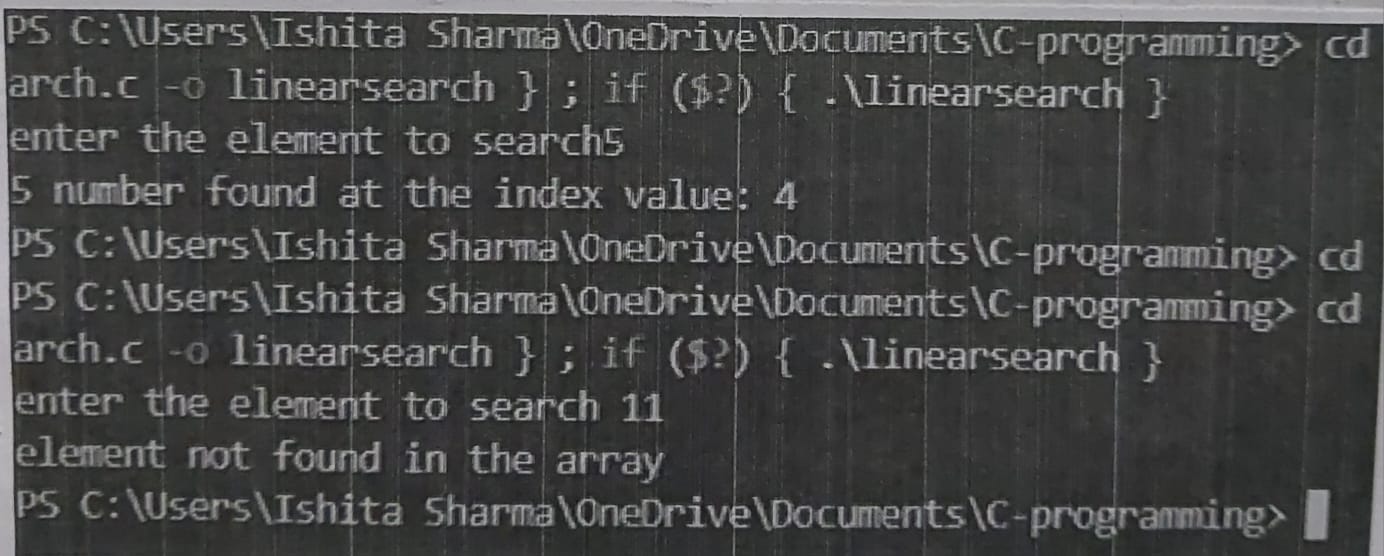 PS C:\Users\Ishita Sharma\OneDrive\Documents\C-programming> cd
arch.c -o linearsearch } ; if ($?) { .\linearsearch }
enter the element to search5
5 number found at the index value: 4
PS C:\Users\Ishita Sharma\OneDrive\Documents\C-programming> cd
PS C:\Users\Ishita Sharma\OneDrive\Documents\C-programming> cd
arch.c -o linearsearch } ; if ($?) { .\linearsearch }
enter the element to search 11
element not found in the array
PS C:\Users\Ishita Sharma\OneDrive\Documents\C-programming>